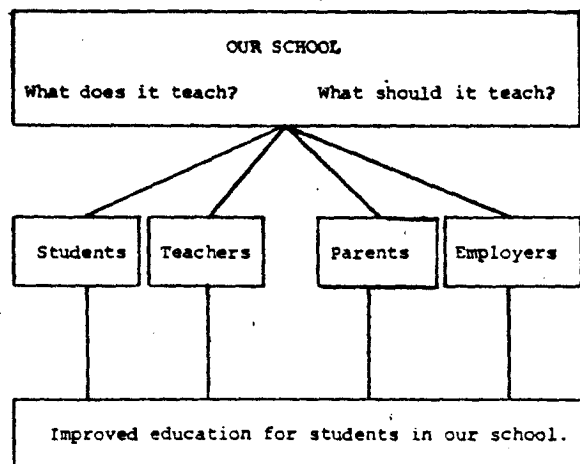 OUR SCHOOL
What does it teach? What should it teach?
Students Teachers Parents Employers
Improved education for students in our school.